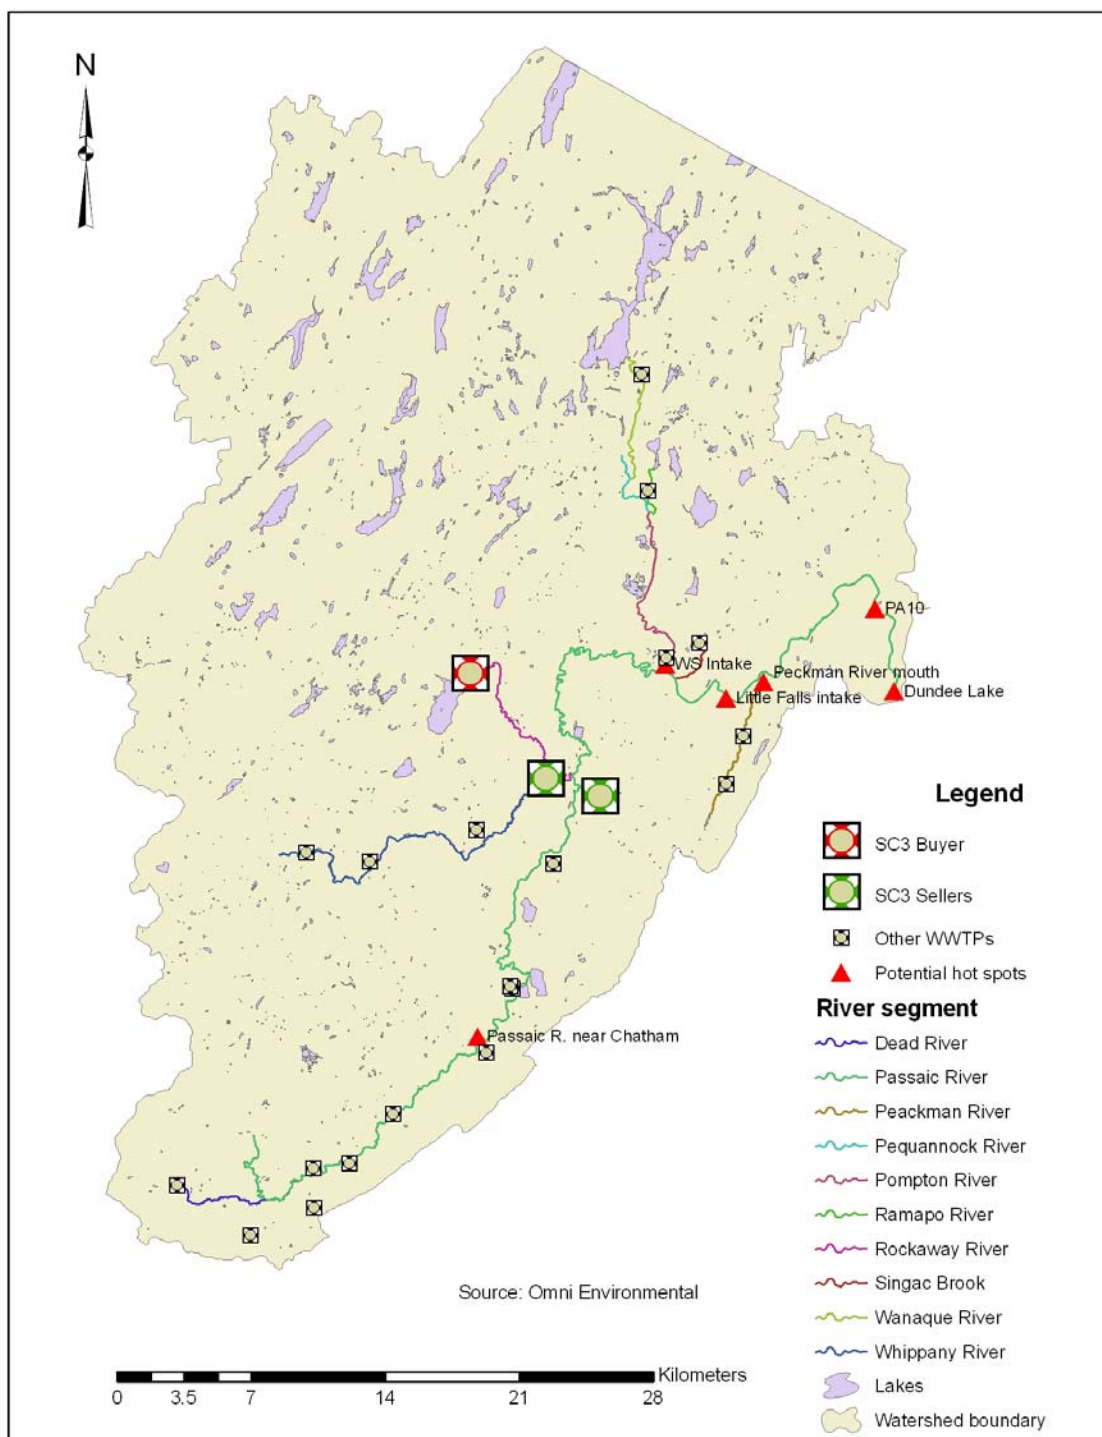 N
PA10
WS Intake
Peckman River mouth
Little Falls intake
Dundee Lake
Passaic R. near Chatham
Legend
SC3 Buyer
SC3 Sellers
Other WWTPs
Potential hot spots
River segment
Dead River
Passaic River
Peackman River
Pequannock River
Pompton River
Ramapo River
Rockaway River
Singac Brook
Wanaque River
Whippany River
Lakes
Watershed boundary
Source: Omni Environmental
Kilometers
0 3.5 7 14 21 28